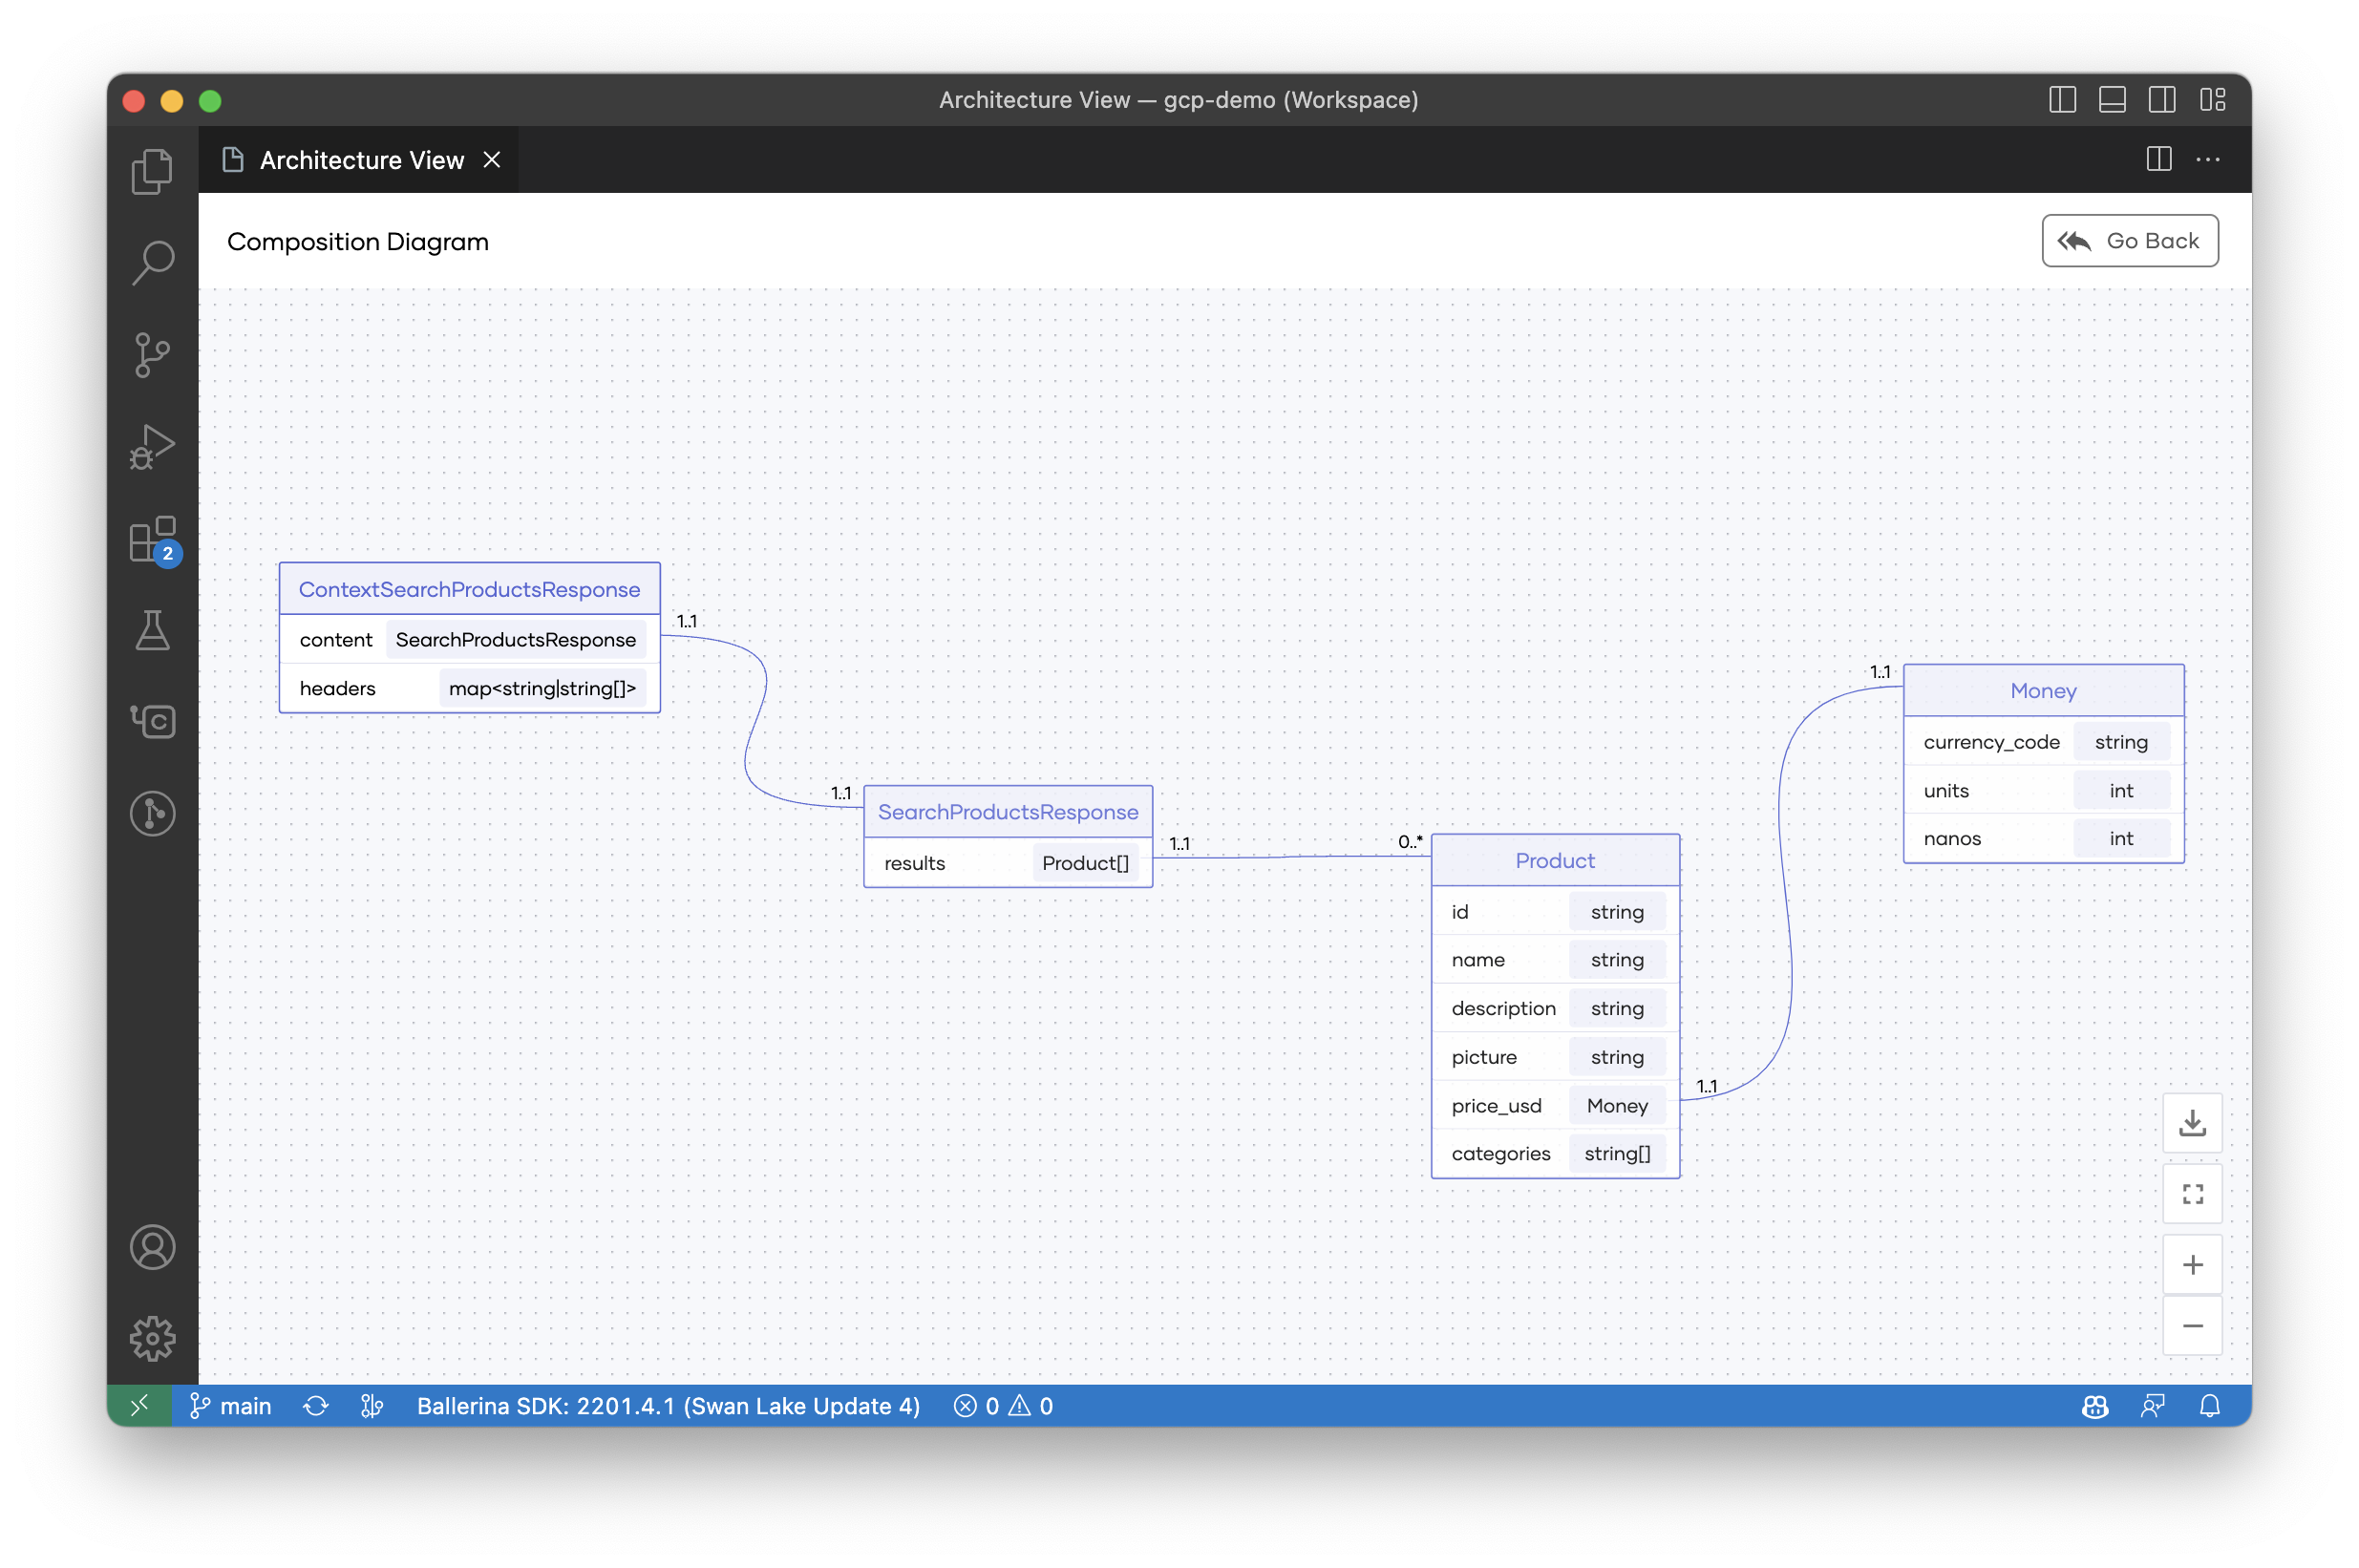 Architecture View — gcp-demo (Workspace)
Architecture View
Composition Diagram
Go Back
2
ContextSearchProductsResponse
content SearchProductsResponse
headers map<string|string[]>
1..1
1..1
SearchProductsResponse
results Product[]
1..1
0..*
Product
id string
name string
description string
picture string
price_usd Money
categories string[]
1..1
1..1
Money
currency_code string
units int
nanos int
main
Ballerina SDK: 2201.4.1 (Swan Lake Update 4)
0
0